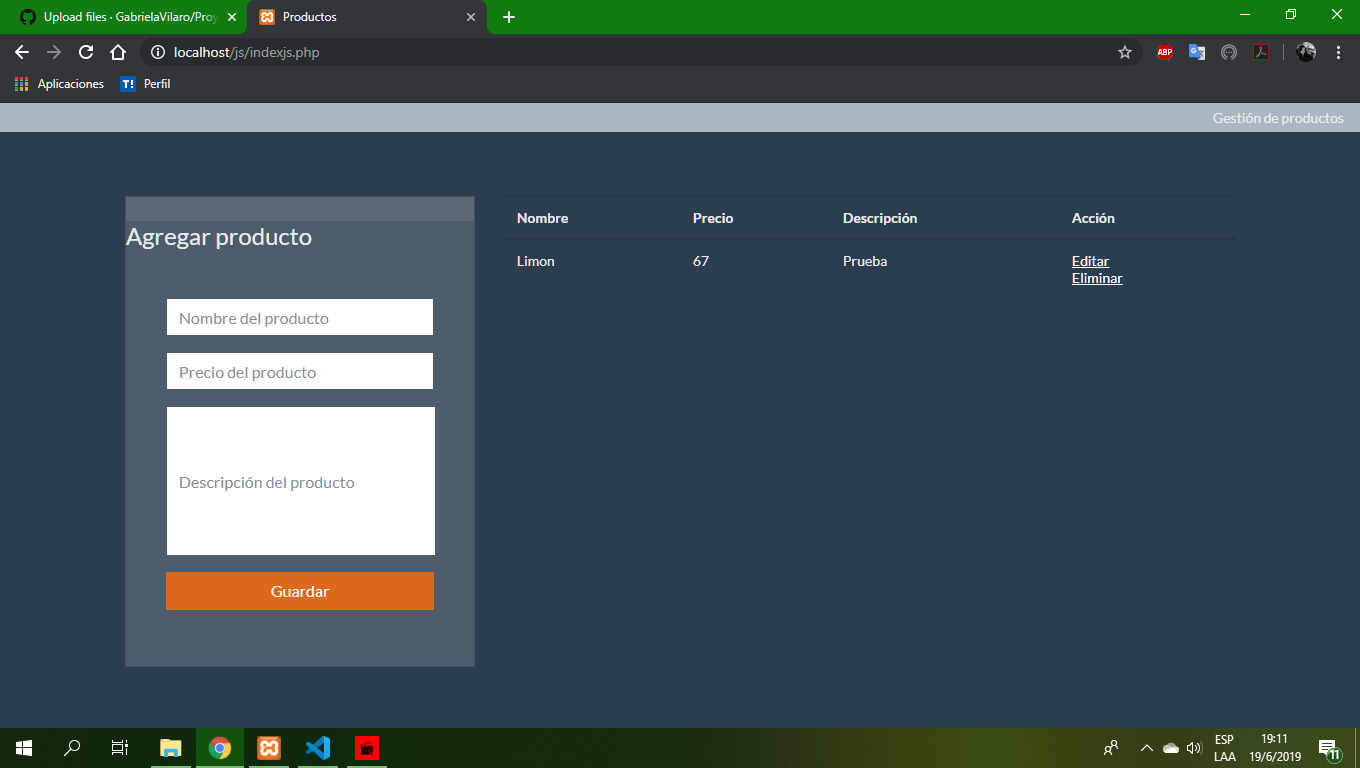 Upload files · GabrielaVilaro/Proy
Productos
localhost/js/indexjs.php
ABP
Aplicaciones
T! Perfil
Gestión de productos
Agregar producto
Nombre del producto
Precio del producto
Descripción del producto
Guardar
Nombre Precio Descripción Acción
Limon 67 Prueba Editar
Eliminar
ESP
LAA
19:11
19/6/2019
11